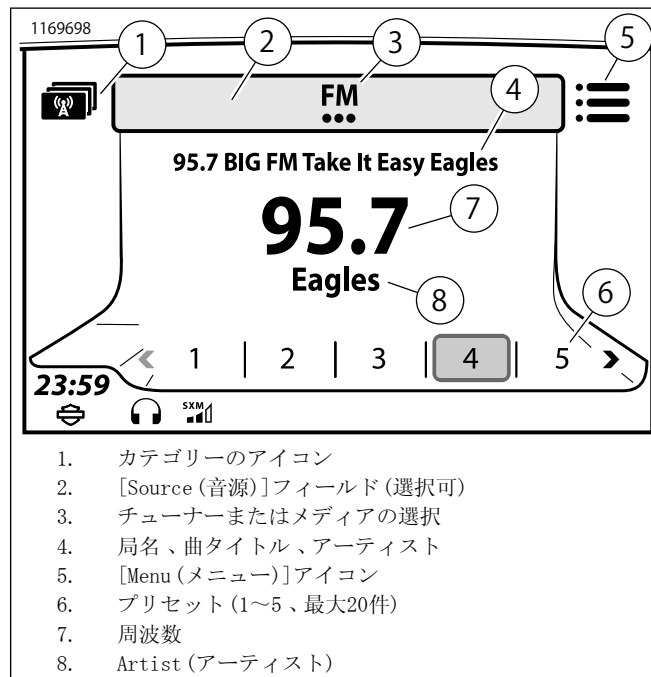 1169698
1
2
3
5
FM
4
95.7 BIG FM Take It Easy Eagles
95.7
7
Eagles
8
6
1 2 3 4 5
23:59
SXM
1. カテゴリーのアイコン
2. [Source(音源)]フィールド(選択可)
3. チューナーまたはメディアの選択
4. 局名、曲タイトル、アーティスト
5. [Menu(メニュー)]アイコン
6. プリセット(1~5、最大20件)
7. 周波数
8. Artist(アーティスト)